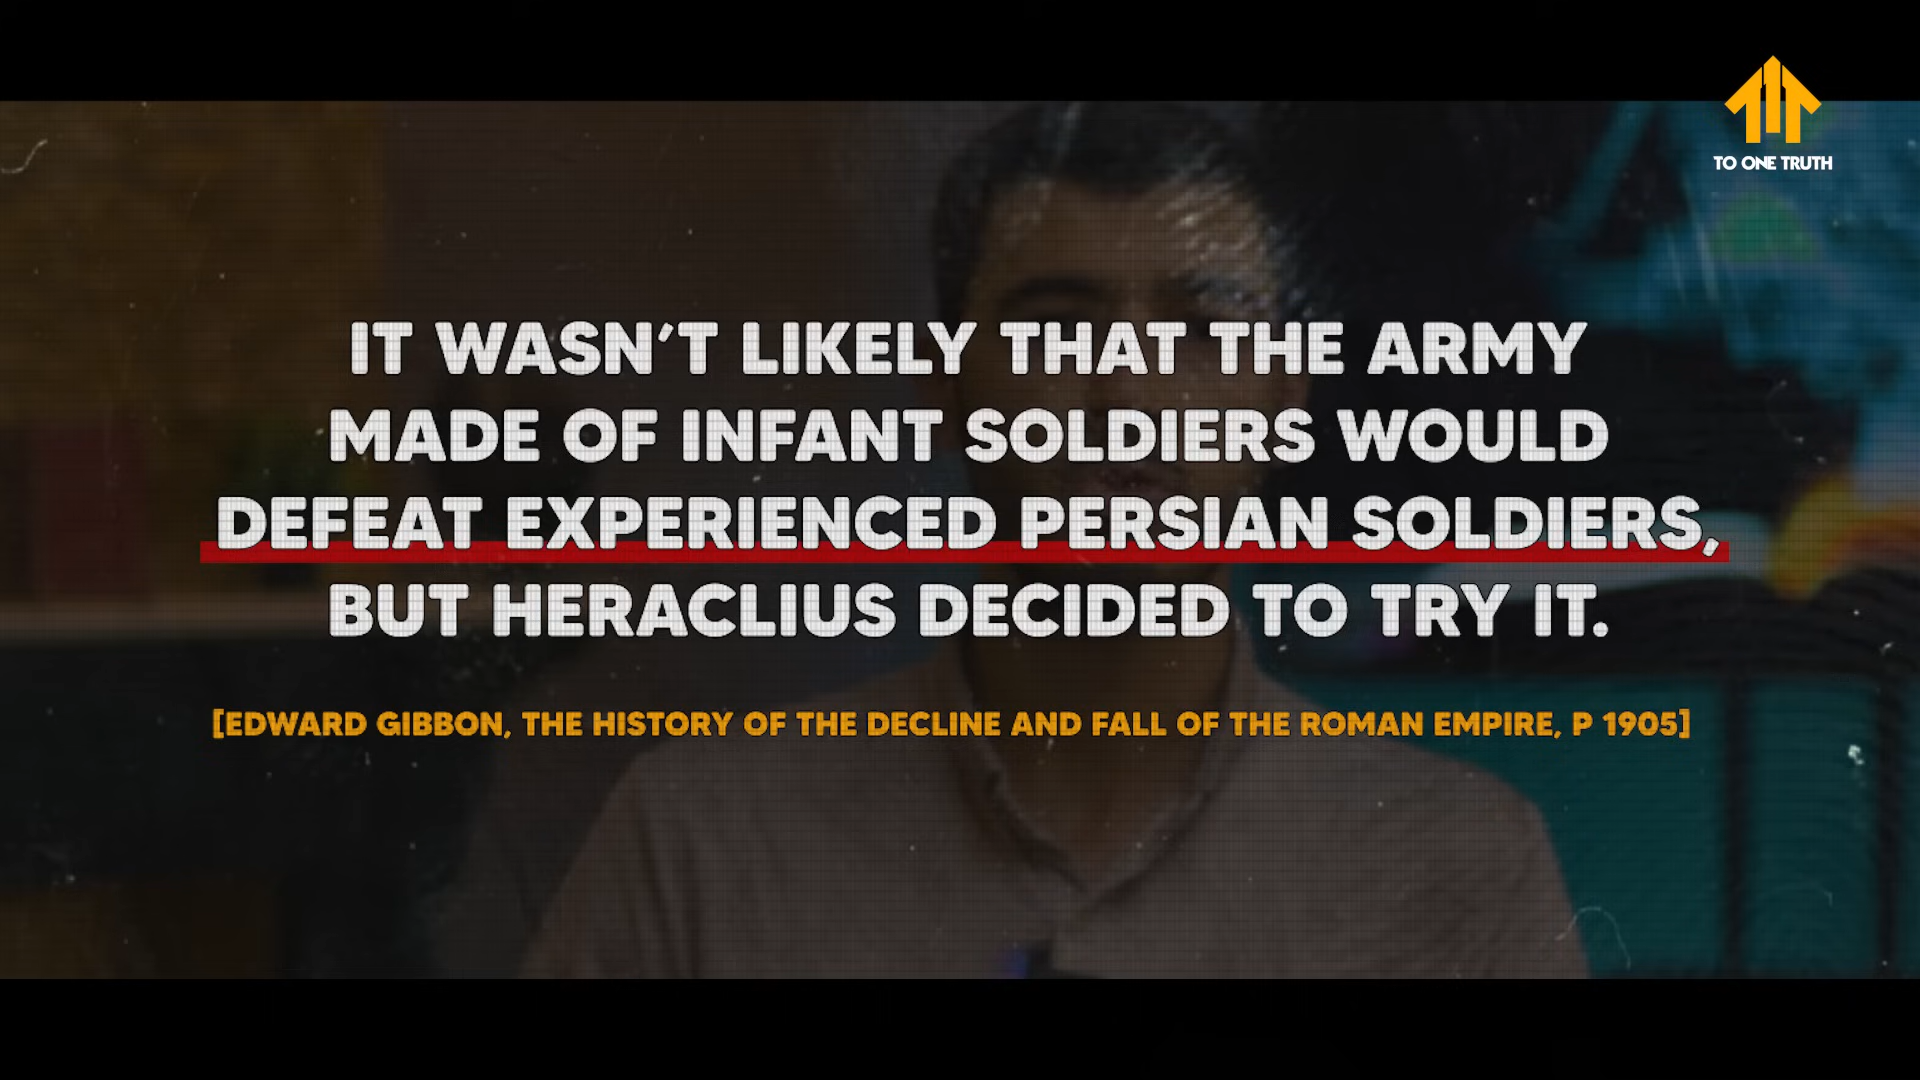 TO ONE TRUTH
IT WASN'T LIKELY THAT THE ARMY
MADE OF INFANT SOLDIERS WOULD
DEFEAT EXPERIENCED PERSIAN SOLDIERS,
BUT HERACLIUS DECIDED TO TRY IT.
[EDWARD GIBBON, THE HISTORY OF THE DECLINE AND FALL OF THE ROMAN EMPIRE, P 1905]